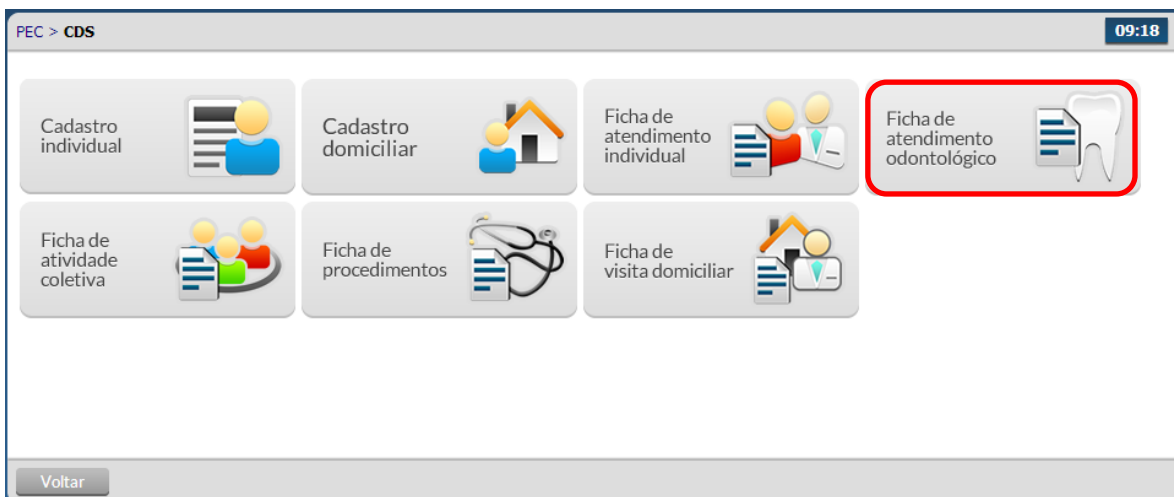 PEC > CDS
09:18
Cadastro
individual
Cadastro
domiciliar
Ficha de
atendimento
individual
Ficha de
atendimento
odontológico
Ficha de
atividade
coletiva
Ficha de
procedimentos
Ficha de
visita domiciliar
Voltar